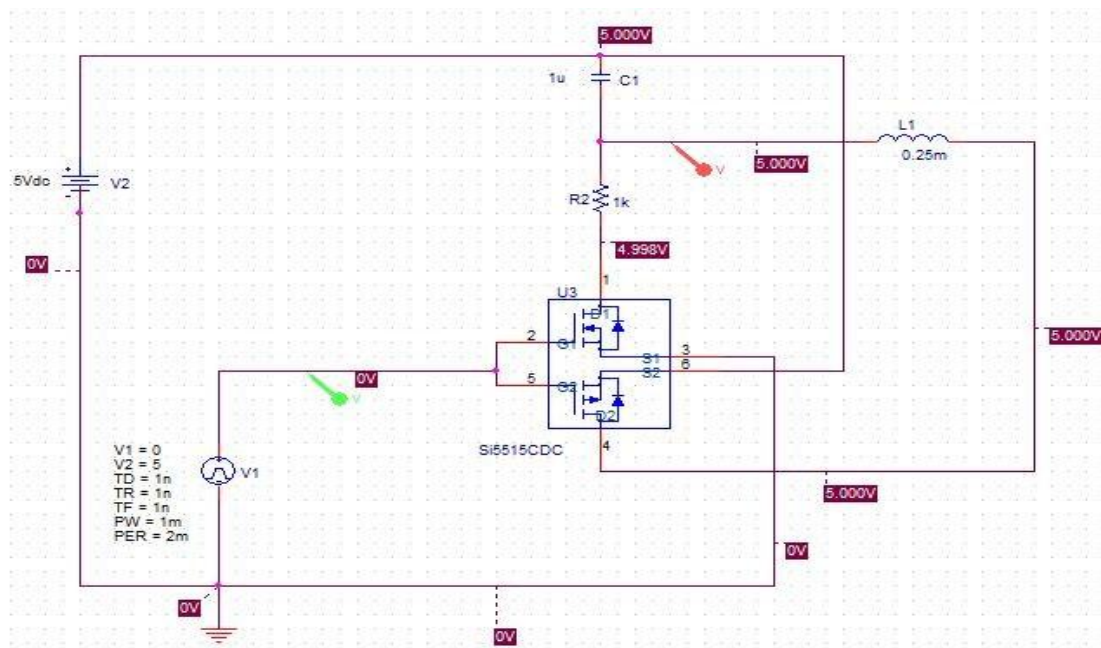 5.000V
1u
C1
L1
0.25m
5.000V
5Vdc
+
V2
-
V
R2
1k
0V
4.998V
1
U3
D1
2
G1
S1
3
5.000V
S2
6
0V
5
G2
D2
V
4
Si5515CDC
V1 = 0
V2 = 5
TD = 1n
TR = 1n
TF = 1n
PW = 1m
PER = 2m
V1
5.000V
0V
0V
0V